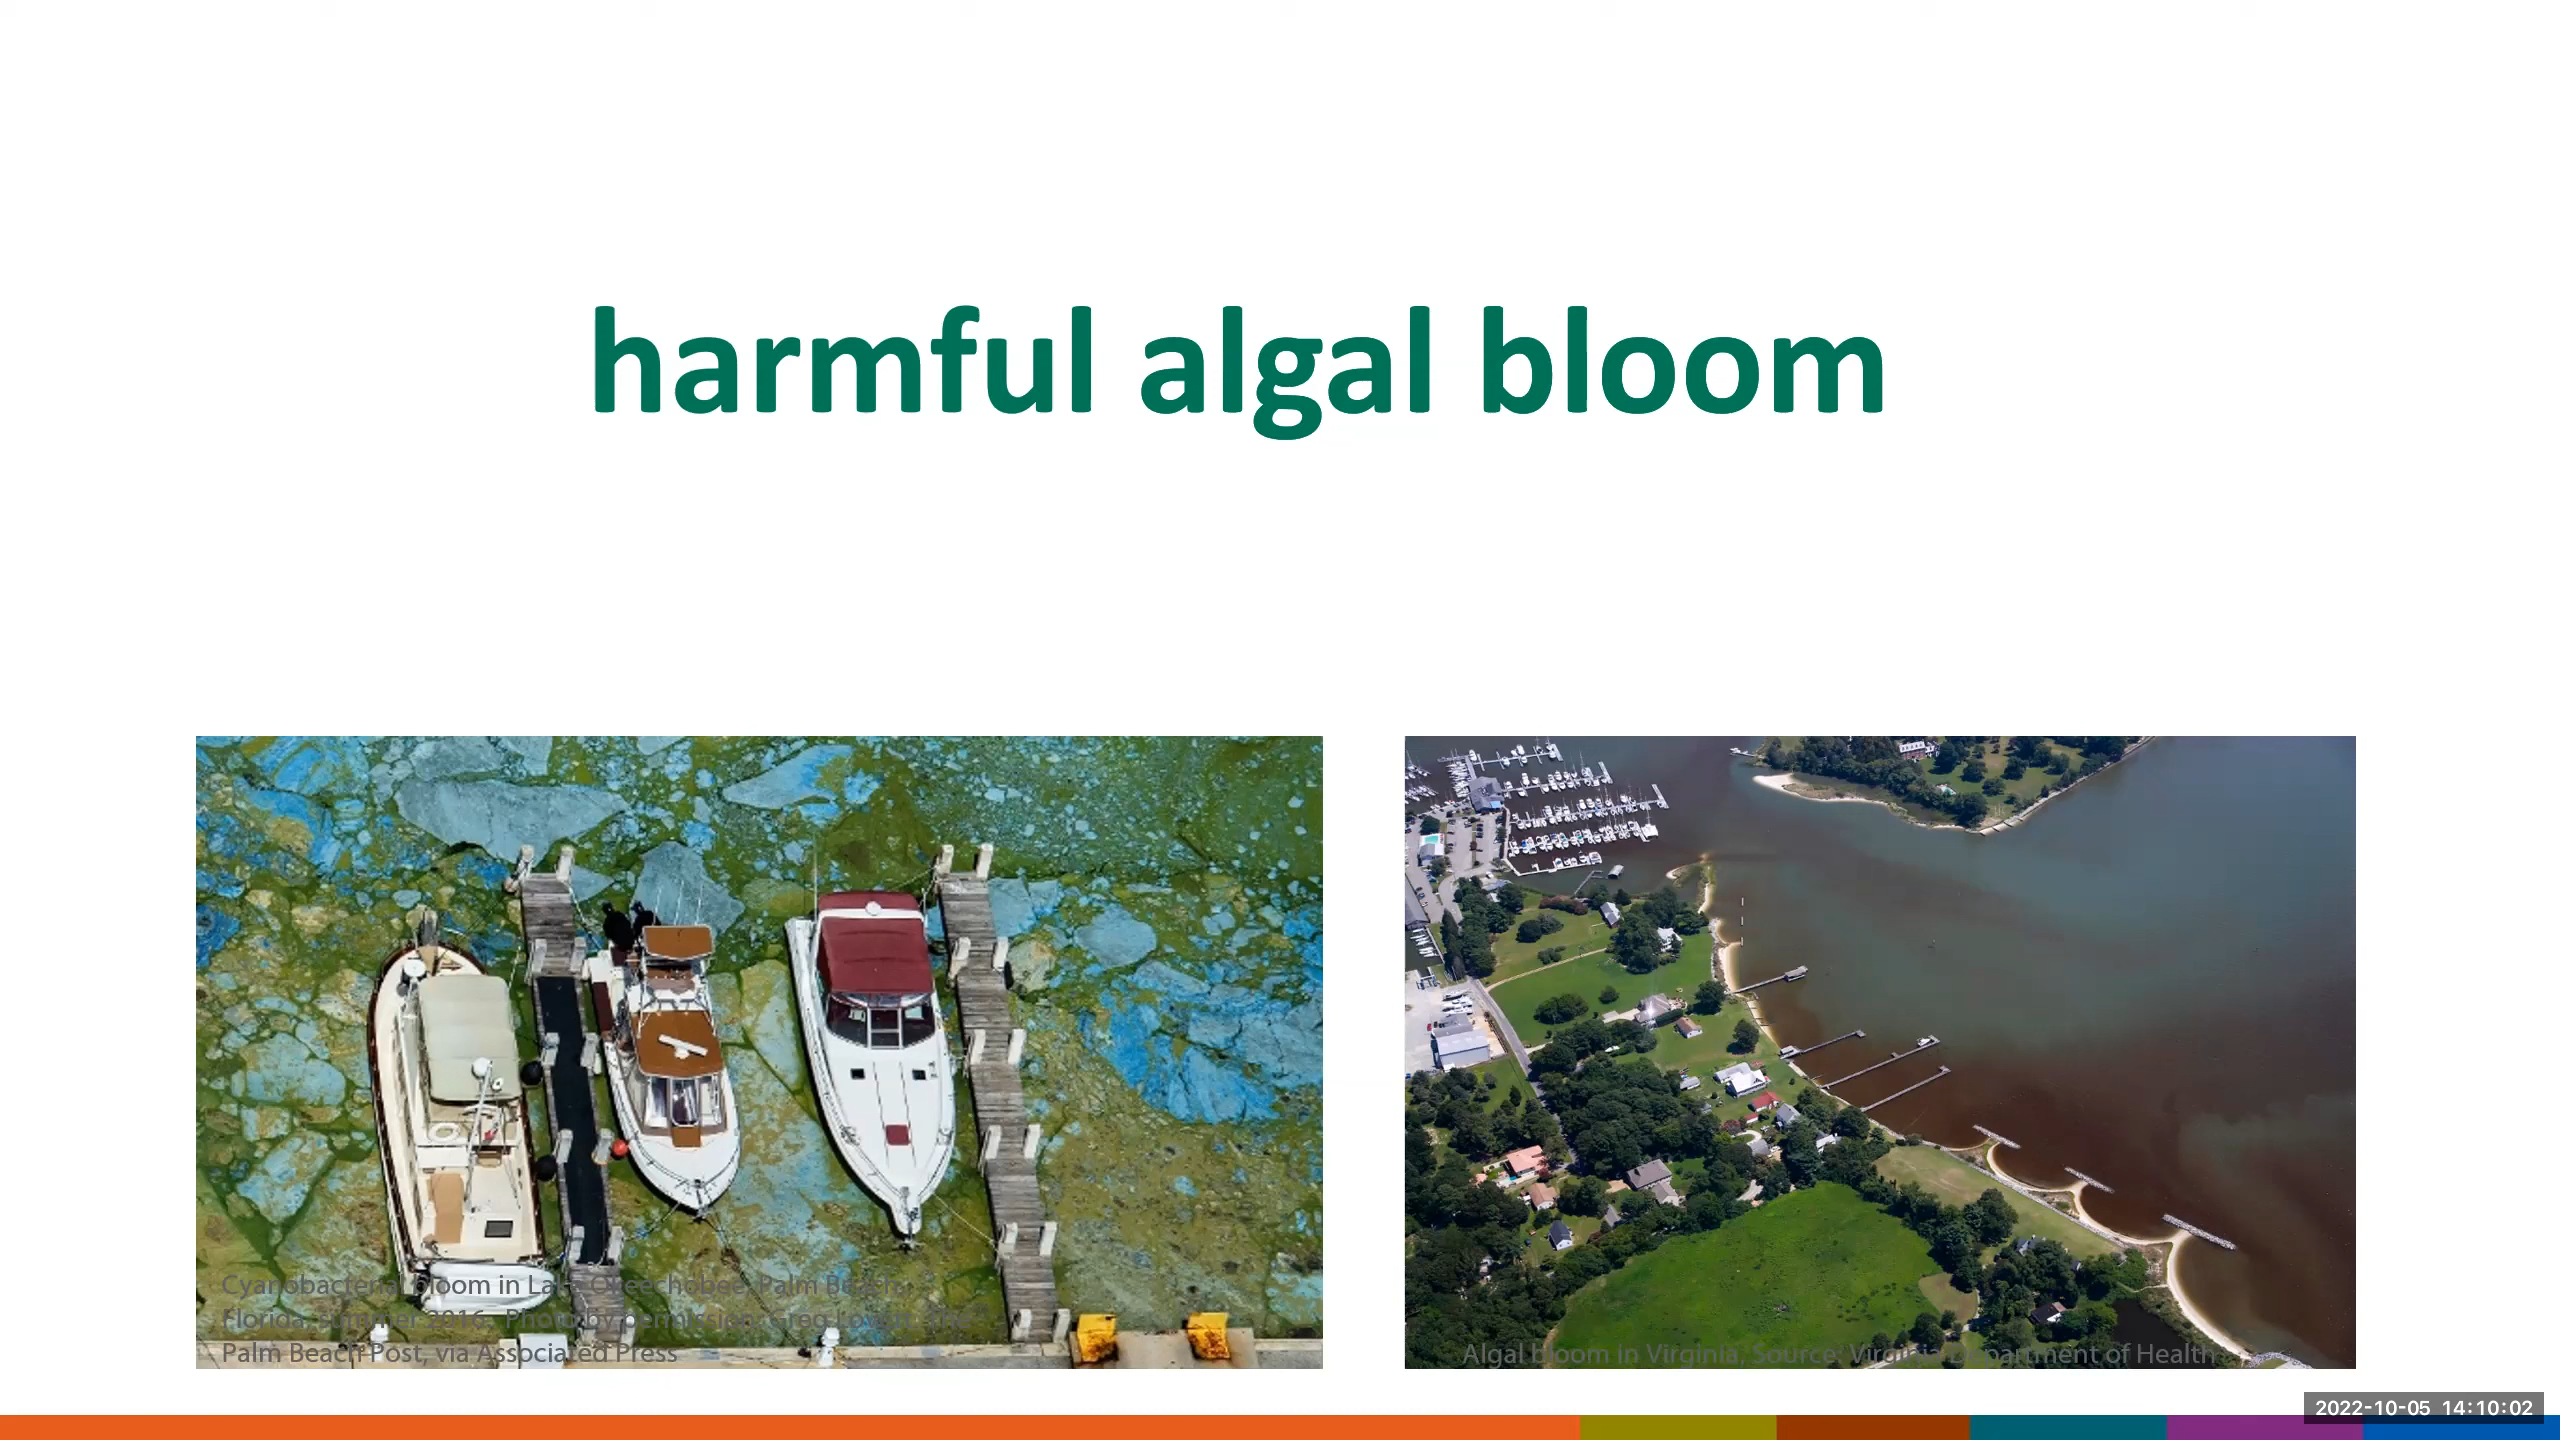 harmful algal bloom
Cyanobacterial bloom in Lake Okeechobee, Palm Beach,
Florida, summer 2016. Photo by permission: Greg Lovett, The
Palm Beach Post, via Associated Press
Algal bloom in Virginia, Source: Virginia Department of Health
2022-10-05 14:10:02